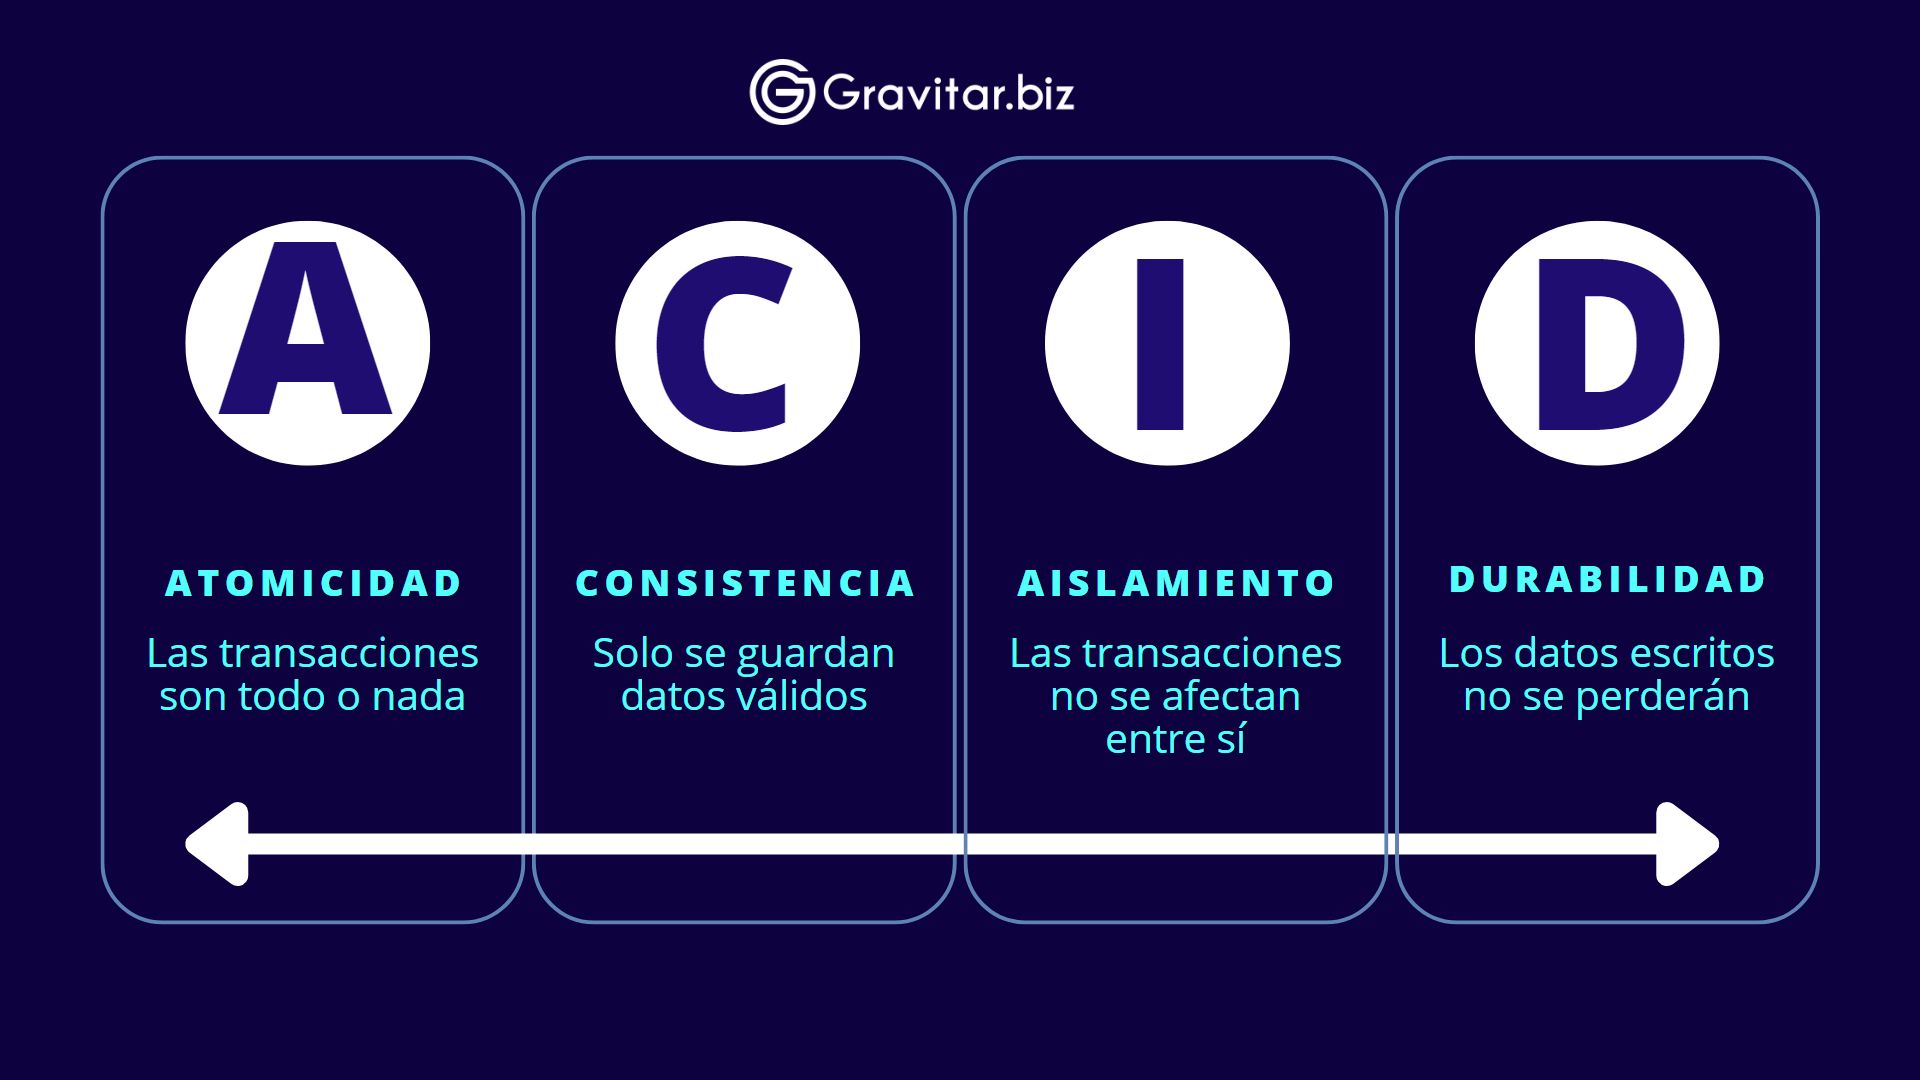 Gravitar.biz
A
ATOMICIDAD
Las transacciones
son todo o nada
C
CONSISTENCIA
Solo se guardan
datos válidos
I
AISLAMIENTO
Las transacciones
no se afectan
entre sí
D
DURABILIDAD
Los datos escritos
no se perderán